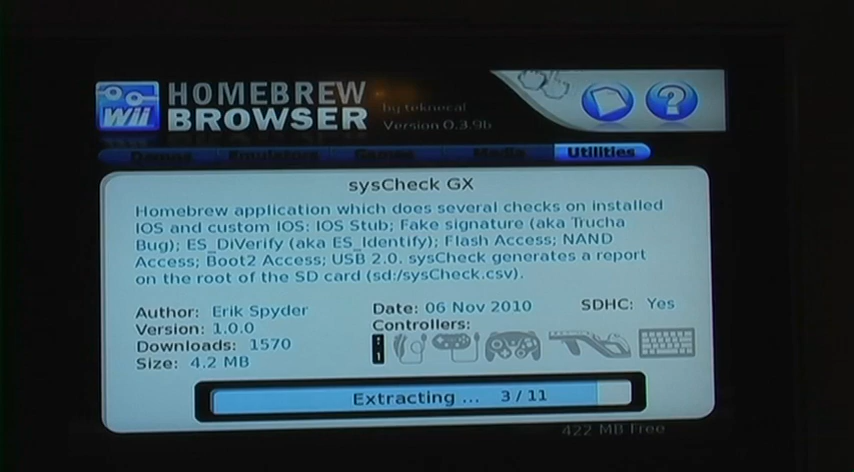 Wii HOMEBREW BROWSER
by teknecal
Version 0.3.9b
Demos Emulators Games Media Utilities
sysCheck GX
Homebrew application which does several checks on installed
IOS and custom IOS: IOS Stub; Fake signature (aka Trucha
Bug); ES_DiVerify (aka ES_Identify); Flash Access; NAND
Access; Boot2 Access; USB 2.0. sysCheck generates a report
on the root of the SD card (sd:/sysCheck.csv).
Author: Erik Spyder
Date: 06 Nov 2010
SDHC: Yes
Version: 1.0.0
Controllers:
Downloads: 1570
Size: 4.2 MB
Extracting ... 3 / 11
422 MB Free